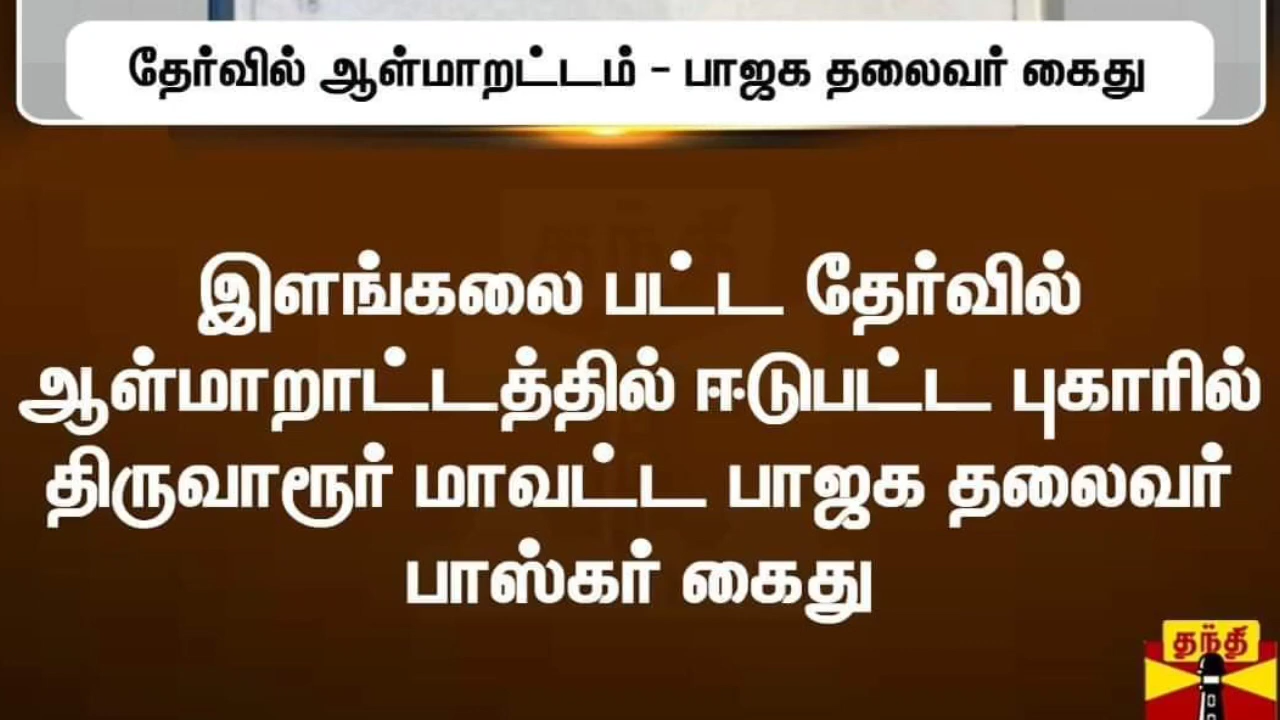 தேர்வில் ஆள்மாறட்டம் - பாஜக தலைவர் கைது
இளங்கலை பட்ட தேர்வில்
ஆள்மாறாட்டத்தில் ஈடுபட்ட புகாரில்
திருவாரூர் மாவட்ட பாஜக தலைவர்
பாஸ்கர் கைது
தந்தி